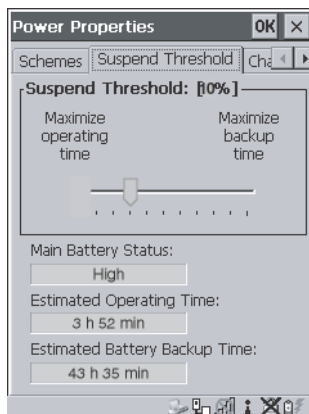 Power Properties OK ×
Schemes Suspend Threshold Cha
Suspend Threshold: [10%]
Maximize operating time
Maximize backup time
Main Battery Status:
High
Estimated Operating Time:
3 h 52 min
Estimated Battery Backup Time:
43 h 35 min